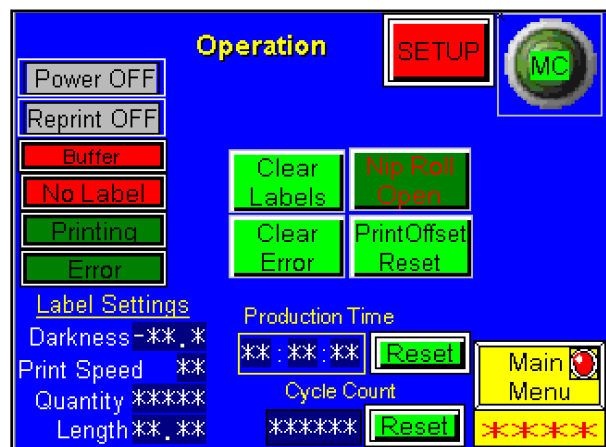 Operation
SETUP
MC
Power OFF
Reprint OFF
Buffer
No Label
Printing
Error
Clear
Labels
Nip Roll
Open
Clear
Error
PrintOffset
Reset
Label Settings
Darkness -**.*
Print Speed **
Quantity *****
Length **.**
Production Time
** : ** : ** Reset
Cycle Count
****** Reset
Main
Menu
****